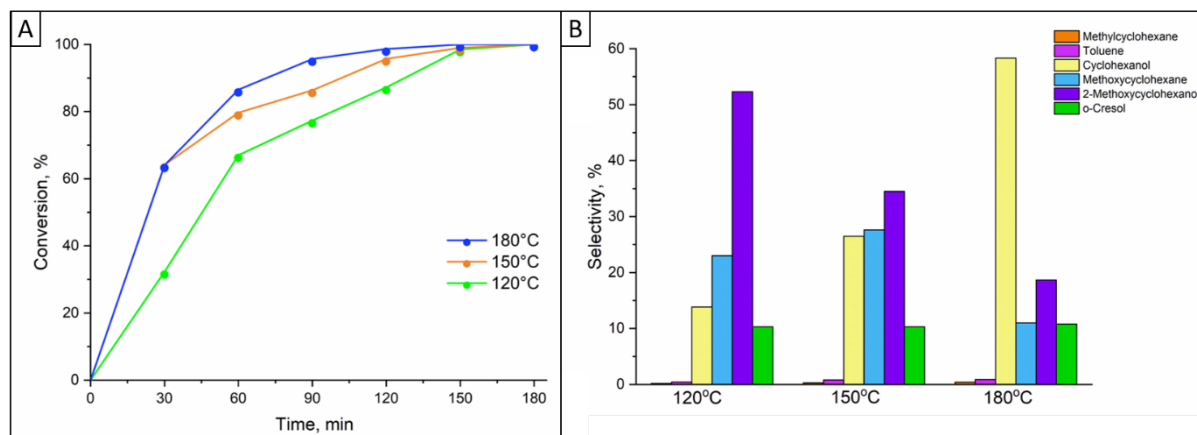 A
100
80
60
40
20
0
Conversion, %
180°C
150°C
120°C
0 30 60 90 120 150 180
Time, min
B
60
50
40
30
20
10
0
Selectivity, %
Methylcyclohexane
Toluene
Cyclohexanol
Methoxycyclohexane
2-Methoxycyclohexano
o-Cresol
120°C 150°C 180°C